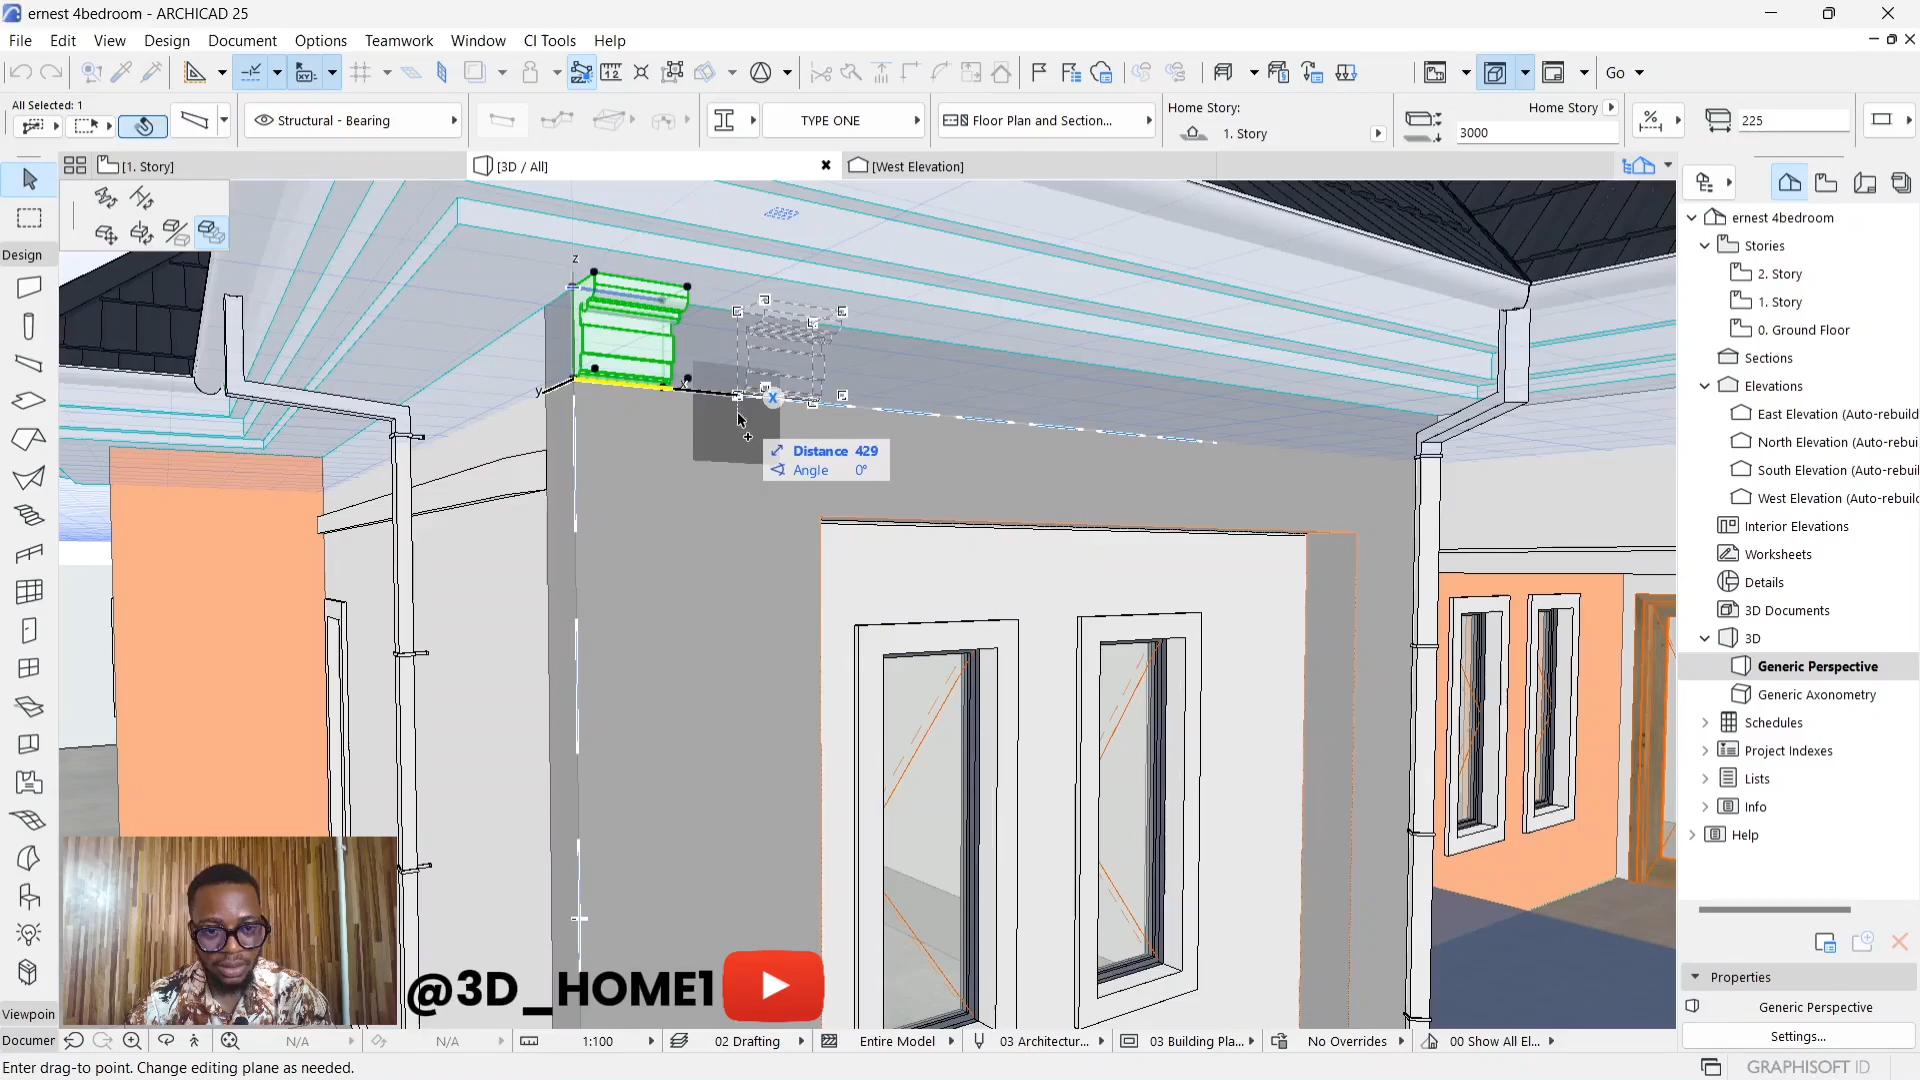 ernest 4bedroom - ARCHICAD 25
File Edit View Design Document Options Teamwork Window CI Tools Help
Go
All Selected: 1
Structural - Bearing
TYPE ONE
Floor Plan and Section...
Home Story:
1. Story
Home Story
3000
225
[1. Story]
[3D / All]
[West Elevation]
Design
z
y
x
X
Distance 429
Angle 0°
ernest 4bedroom
Stories
2. Story
1. Story
0. Ground Floor
Sections
Elevations
East Elevation (Auto-rebuild
North Elevation (Auto-rebui
South Elevation (Auto-rebuil
West Elevation (Auto-rebuild
Interior Elevations
Worksheets
Details
3D Documents
3D
Generic Perspective
Generic Axonometry
Schedules
Project Indexes
Lists
Info
Help
Properties
Generic Perspective
Settings...
@3D_HOME1
Viewpoin
Documer
N/A
N/A
1:100
02 Drafting
Entire Model
03 Architectur...
03 Building Pla...
No Overrides
00 Show All El...
Enter drag-to point. Change editing plane as needed.
GRAPHISOFT ID